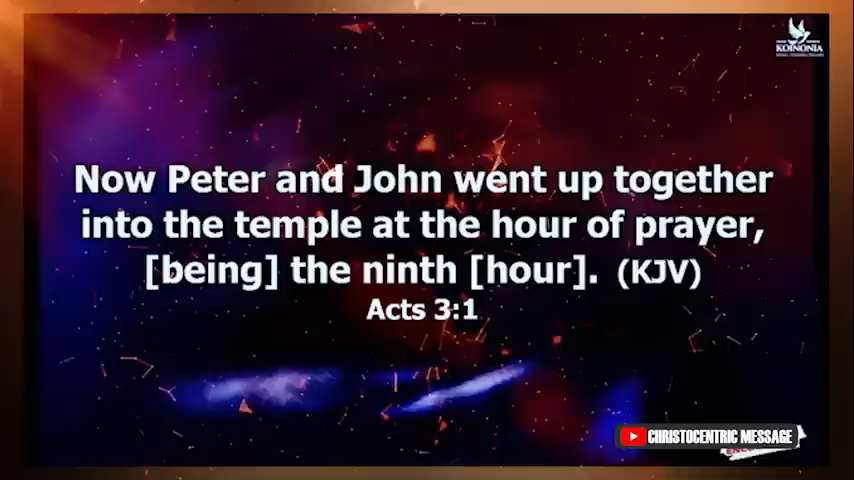 KOINONIA
Now Peter and John went up together
into the temple at the hour of prayer,
[being] the ninth [hour]. (KJV)
Acts 3:1
CHRISTOCENTRIC MESSAGE